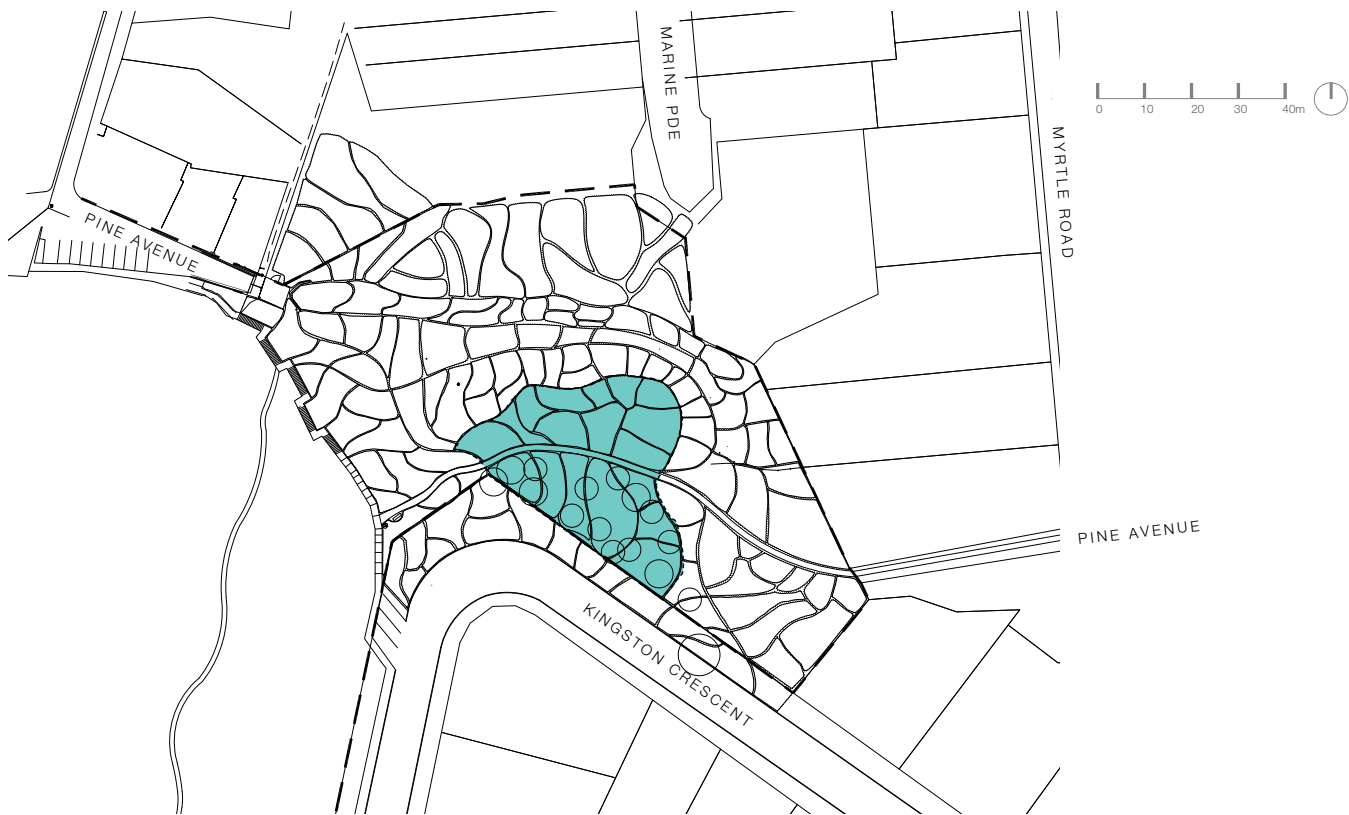 MARINE PDE
0 10 20 30 40m
MYRTLE ROAD
PINE AVENUE
PINE AVENUE
KINGSTON CRESCENT